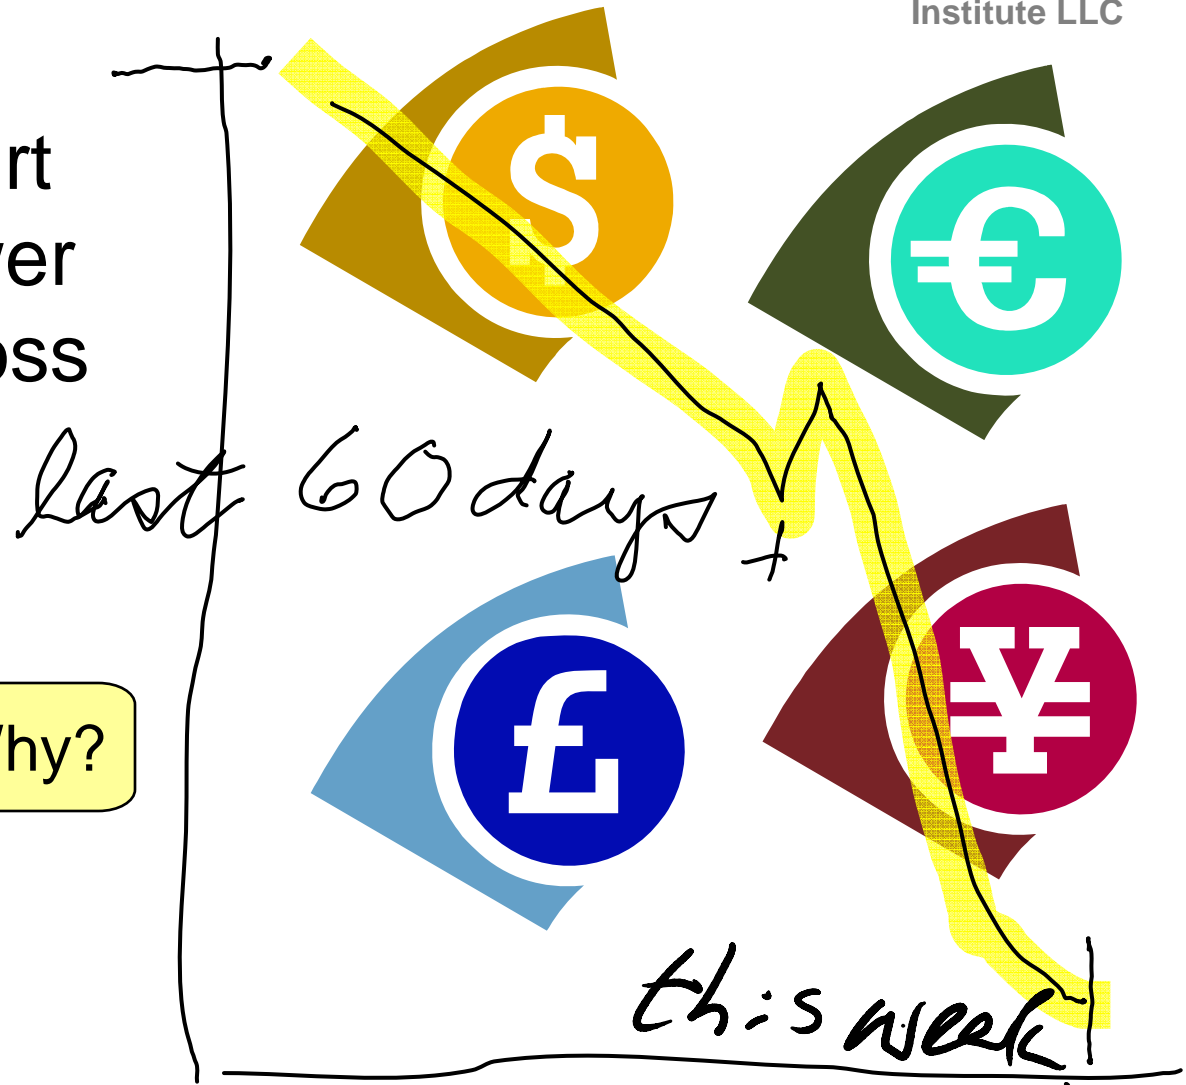 Institute LLC
rt
ver
oss
last 60 days
hy?
this week
$
€
£
¥